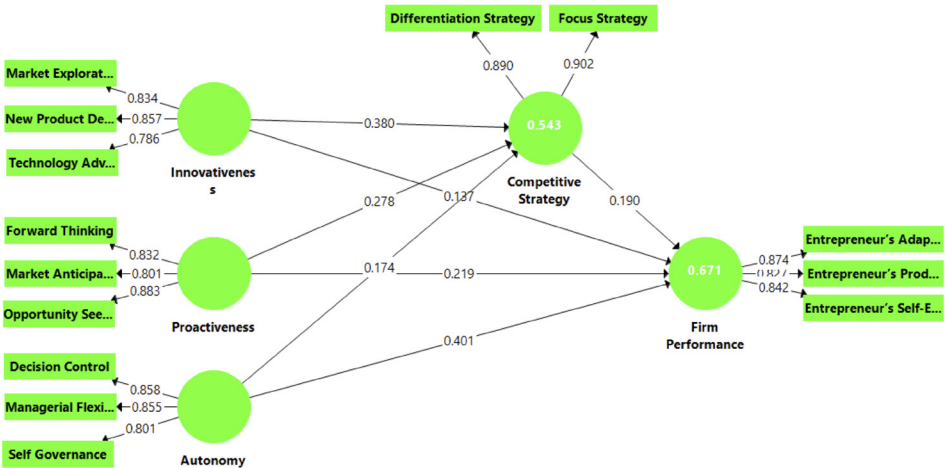 Differentiation Strategy
Focus Strategy
0.890
0.902
Market Explorat...
0.834
New Product De...
0.857
0.786
Technology Adv...
Innovativenes
s
0.380
0.543
Competitive
Strategy
0.137
0.278
0.190
Forward Thinking
0.832
Market Anticipa...
0.801
0.883
Opportunity See...
Proactiveness
0.174
0.219
0.671
Entrepreneur's Adap...
0.874
0.827
Entrepreneur's Prod...
0.842
Entrepreneur's Self-E...
Firm
Performance
0.401
Decision Control
0.858
Managerial Flexi...
0.855
0.801
Self Governance
Autonomy